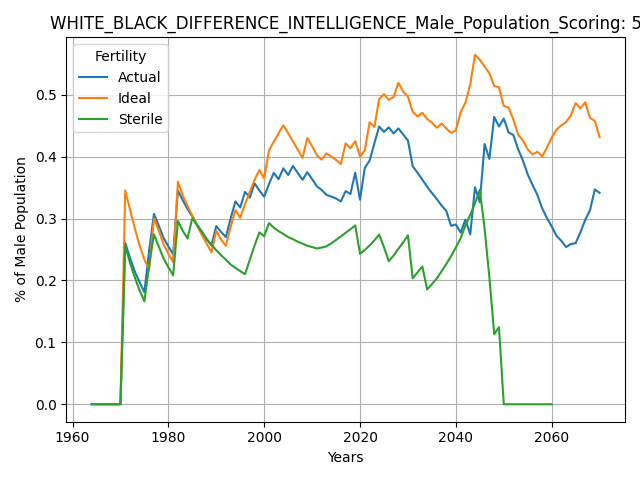 WHITE_BLACK_DIFFERENCE_INTELLIGENCE_Male_Population_Scoring: 5
Fertility
Actual
Ideal
Sterile
% of Male Population
0.5
0.4
0.3
0.2
0.1
0.0
1960 1980 2000 2020 2040 2060
Years